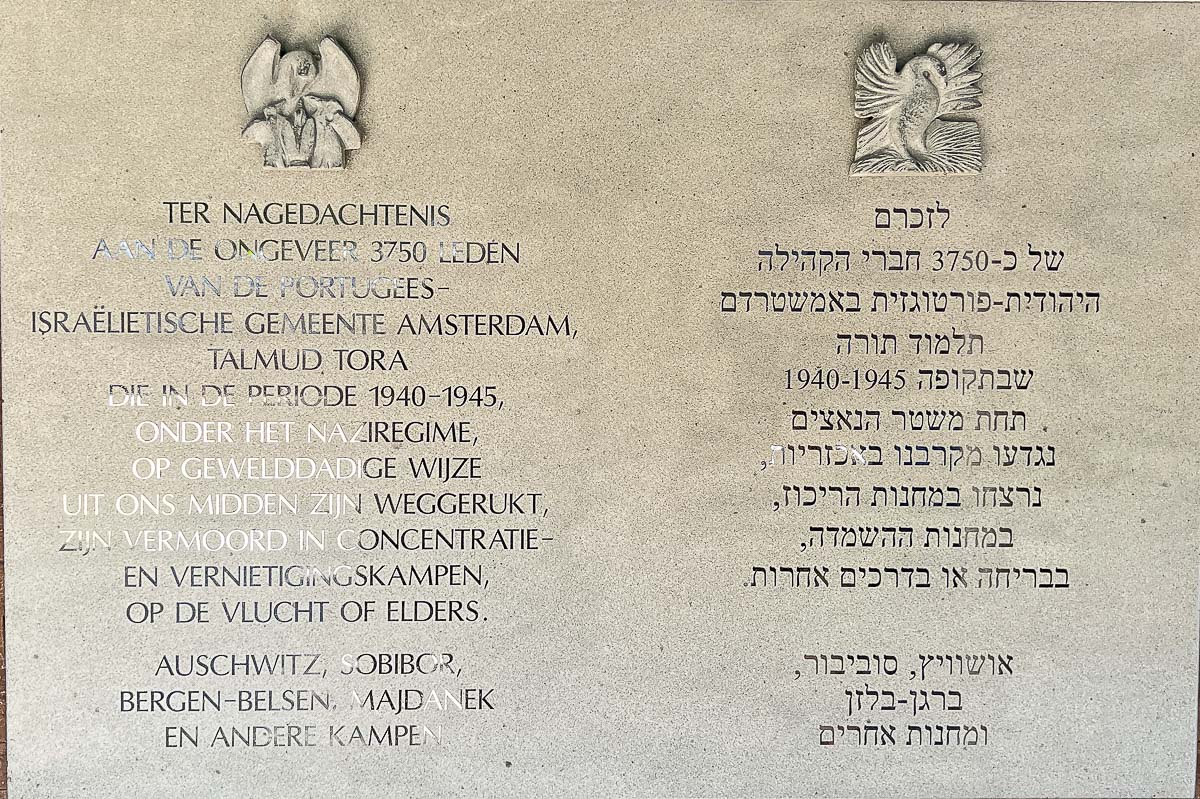 TER NAGEDACHTENIS
AAN DE ONGEVEER 3750 LEDEN
VAN DE PORTUGEES-
ISRAËLIETISCHE GEMEENTE AMSTERDAM,
TALMUD TORA
DIE IN DE PERIODE 1940-1945,
ONDER HET NAZIREGIME,
OP GEWELDDADIGE WIJZE
UIT ONS MIDDEN ZIJN WEGGERUKT,
ZIJN VERMOORD IN CONCENTRATIE-
EN VERNIETIGINGSKAMPEN,
OP DE VLUCHT OF ELDERS.
AUSCHWITZ, SOBIBOR,
BERGEN-BELSEN, MAJDANEK
EN ANDERE KAMPEN
לזכרם
של כ-3750 חברי הקהילה
היהודית-פורטוגזית באמשטרדם
תלמוד תורה
שבתקופה 1940-1945
תחת משטר הנאצים
נגדעו מקרבנו באכזריות,
נרצחו במחנות הריכוז,
במחנות ההשמדה,
בבריחה או בדרכים אחרות.
אושוויץ, סוביבור,
ברגן-בלזן
ומחנות אחרים